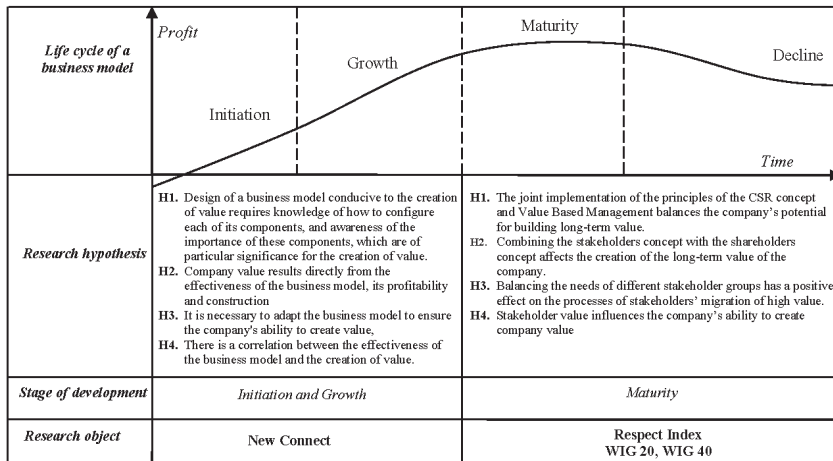 Life cycle of a
business model
Profit
Initiation
Growth
Maturity
Decline
Time
Research hypothesis
H1. Design of a business model conducive to the creation
of value requires knowledge of how to configure
each of its components, and awareness of the
importance of these components, which are of
particular significance for the creation of value.
H2. Company value results directly from the
effectiveness of the business model, its profitability
and construction
H3. It is necessary to adapt the business model to ensure
the company's ability to create value,
H4. There is a correlation between the effectiveness of
the business model and the creation of value.
H1. The joint implementation of the principles of the CSR concept
and Value Based Management balances the company's potential
for building long-term value.
H2. Combining the stakeholders concept with the shareholders
concept affects the creation of the long-term value of the
company.
H3. Balancing the needs of different stakeholder groups has a positive
effect on the processes of stakeholders' migration of high value.
H4. Stakeholder value influences the company's ability to create
company value
Stage of development
Initiation and Growth
Maturity
Research object
New Connect
Respect Index
WIG 20, WIG 40